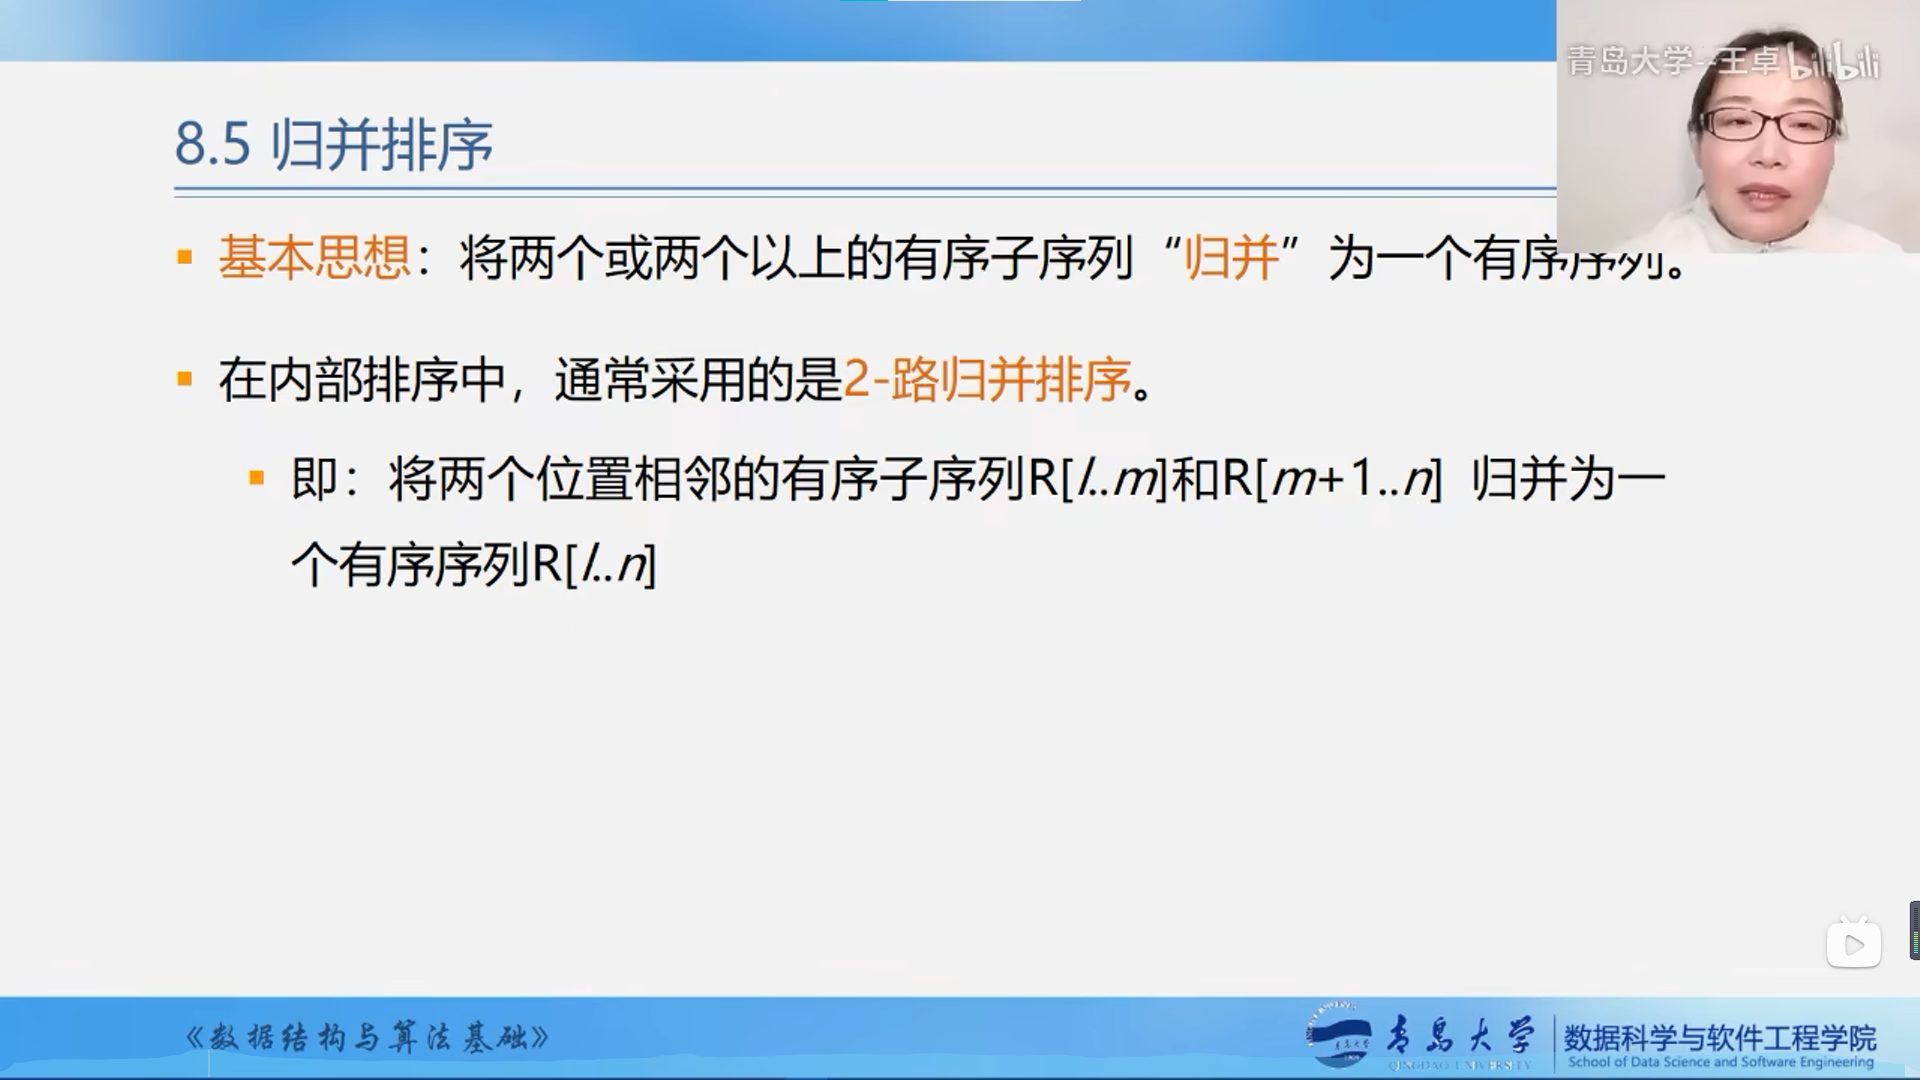 青岛大学--王卓 bilibili
8.5 归并排序
基本思想：将两个或两个以上的有序子序列“归并”为一个有序序列。
在内部排序中，通常采用的是2-路归并排序。
即：将两个位置相邻的有序子序列R[l..m]和R[m+1..n] 归并为一
个有序序列R[l..n]
《数据结构与算法基础》
青岛大学
QINGDAO UNIVERSITY
数据科学与软件工程学院
School of Data Science and Software Engineering